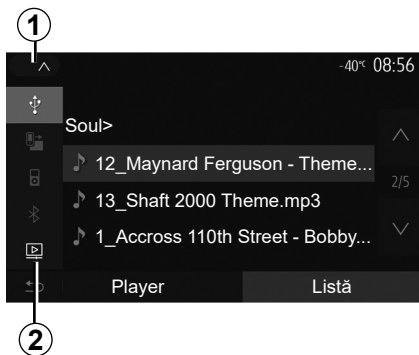 1
-40°C 08:56
Soul>
12_Maynard Ferguson - Theme...
2/5
13_Shaft 2000 Theme.mp3
1_Accross 110th Street - Bobby...
Player Listă
2